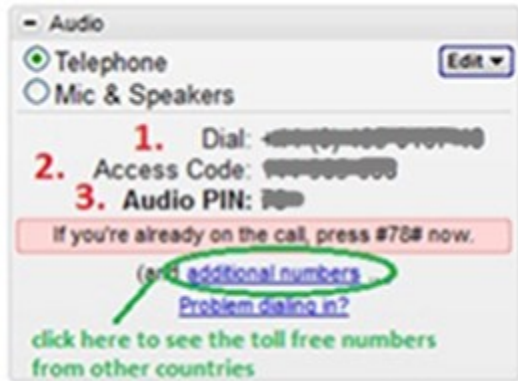 Audio
Telephone
Edit
Mic & Speakers
1. Dial:
2. Access Code:
3. Audio PIN:
If you're already on the call, press #78# now.
(and additional numbers
Problem dialing in?
click here to see the toll free numbers
from other countries